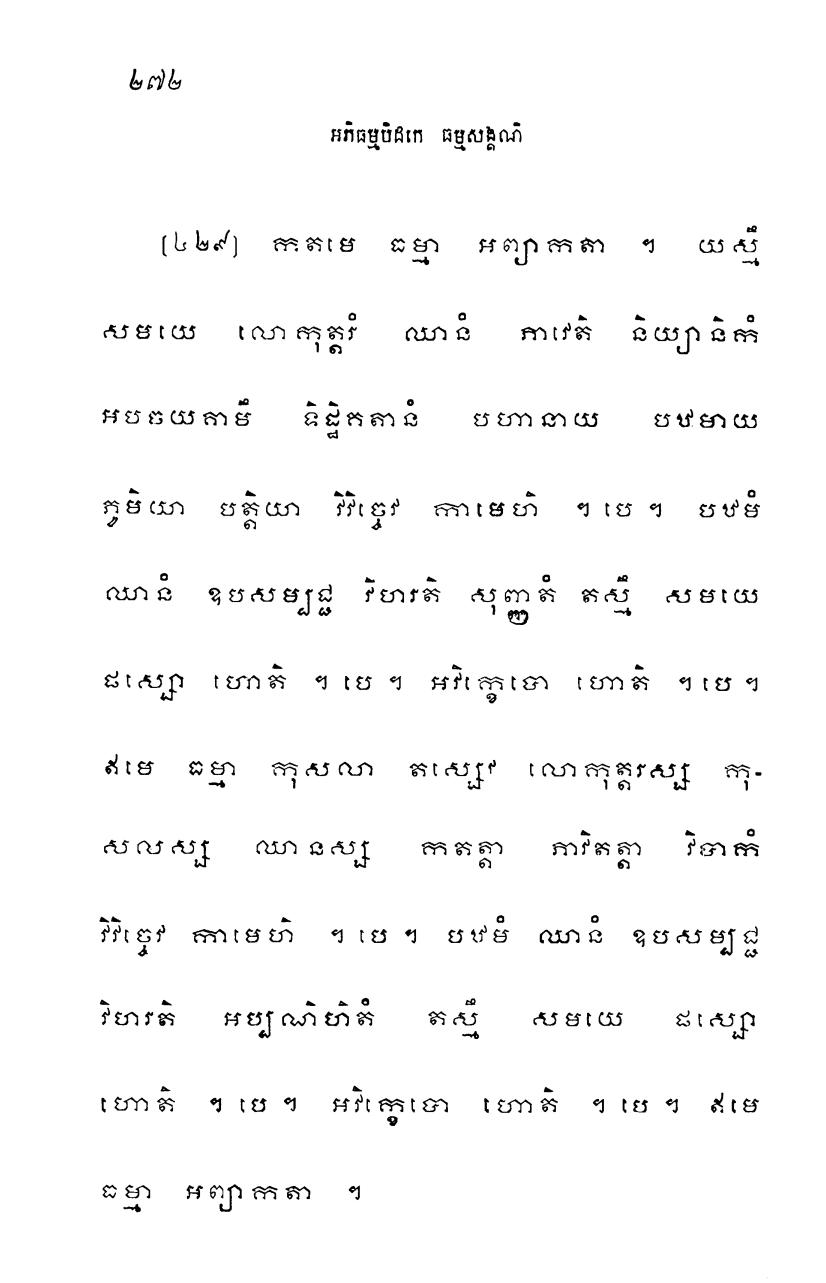 ២៧២
អភិធម្មបិដកេ ធម្មសង្គណិ
[៤២៩] កតមេ ធម្មា អព្យាកតា ។ យស្មឹ
សមយេ លោកុត្តរំ ឈានំ ភាវេតិ និយ្យានិកំ
អបចយគាមឹ ទិដ្ឋិគតានំ បហានាយ បឋមាយ
ភូមិយា បត្តិយា វិវិច្ចេវ កាមេហិ ។ បេ ។ បឋមំ
ឈានំ ឧបសម្បជ្ជ វិហរតិ សុញ្ញតំ តស្មឹ សមយេ
ផស្សោ ហោតិ ។ បេ ។ អវិក្ខេបោ ហោតិ ។ បេ ។
ឥមេ ធម្មា កុសលា តស្សេវ លោកុត្តរស្ស កុ-
សលស្ស ឈានស្ស កតត្តា ភាវិតត្តា វិបាកំ
វិវិច្ចេវ កាមេហិ ។ បេ ។ បឋមំ ឈានំ ឧបសម្បជ្ជ
វិហរតិ អប្បណិហិតំ តស្មឹ សមយេ ផស្សោ
ហោតិ ។ បេ ។ អវិក្ខេបោ ហោតិ ។ បេ ។ ឥមេ
ធម្មា អព្យាកតា ។